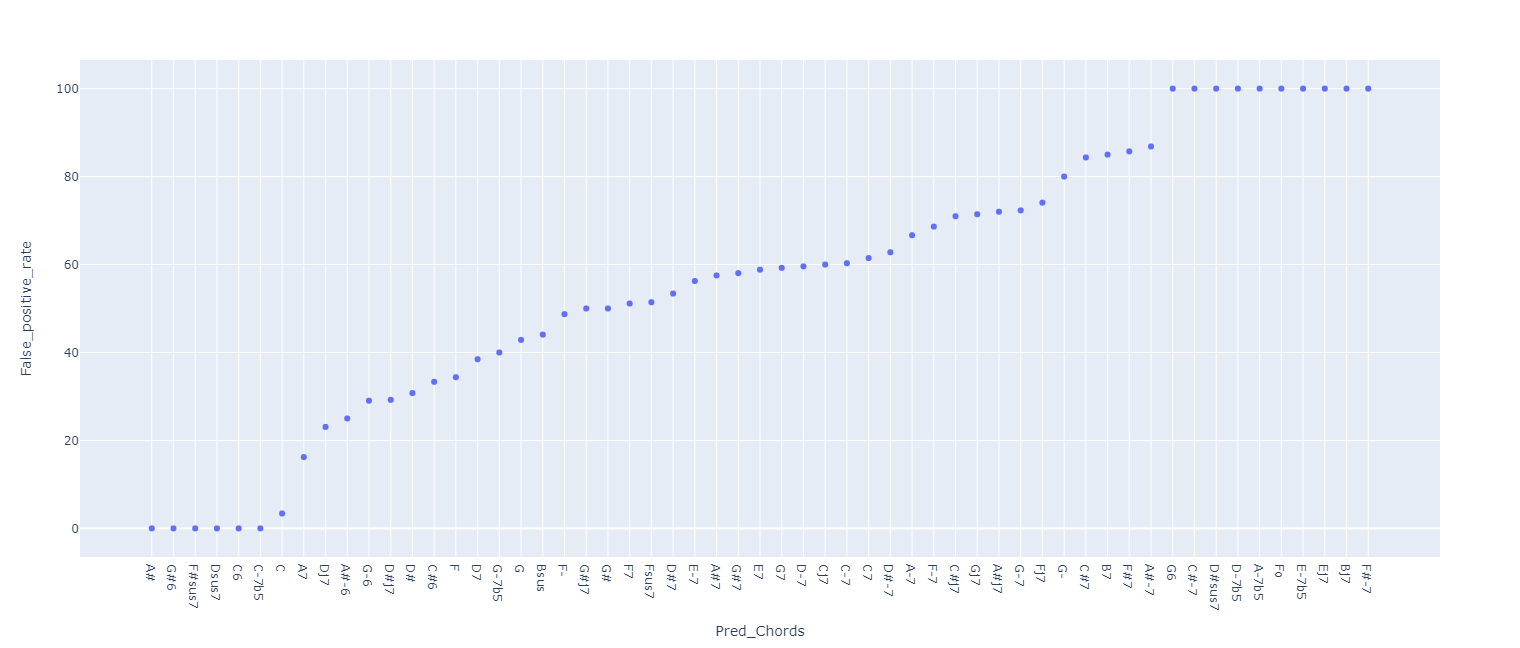 100
80
60
40
20
0
False_positive_rate
A# G#6 F#sus7 Dsus7 C6 C-7b5 C A7 DJ7 A#-6 G-6 D#J7 D# C#6 F D7 G-7b5 G Bsus F- G#J7 G# F7 Fsus7 D#7 E-7 A#7 G#7 E7 G7 D-7 CJ7 C-7 C7 D#-7 A-7 F-7 C#J7 GJ7 A#J7 G-7 FJ7 G- C#7 B7 F#7 A#-7 G6 C#-7 D#sus7 D-7b5 A-7b5 Fo E-7b5 EJ7 BJ7 F#-7
Pred_Chords